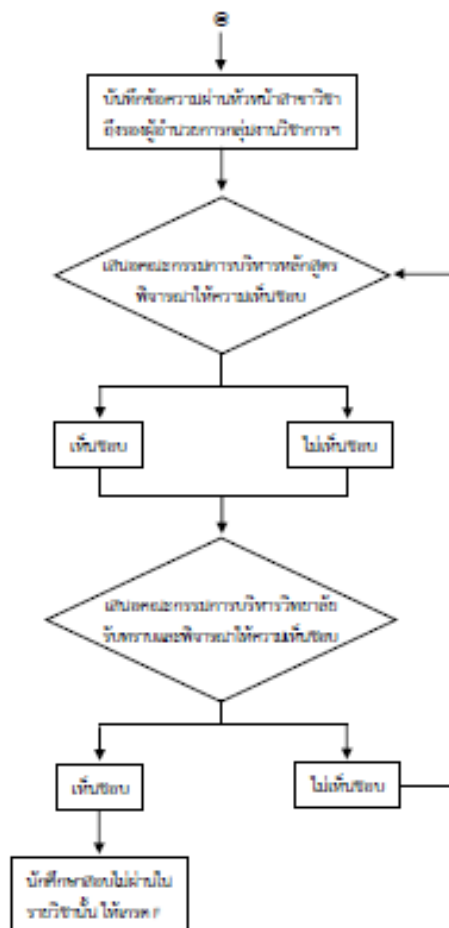 บันทึกข้อความผ่านหัวหน้าสาขาวิชา
ถึงรองผู้อำนวยการกลุ่มงานวิชาการฯ
เสนอคณะกรรมการบริหารหลักสูตร
พิจารณาให้ความเห็นชอบ
เห็นชอบ
ไม่เห็นชอบ
เสนอคณะกรรมการบริหารวิทยาลัย
รับทราบและพิจารณาให้ความเห็นชอบ
เห็นชอบ
ไม่เห็นชอบ
นักศึกษาสอบไม่ผ่านใน
รายวิชานั้น ให้เกรด F